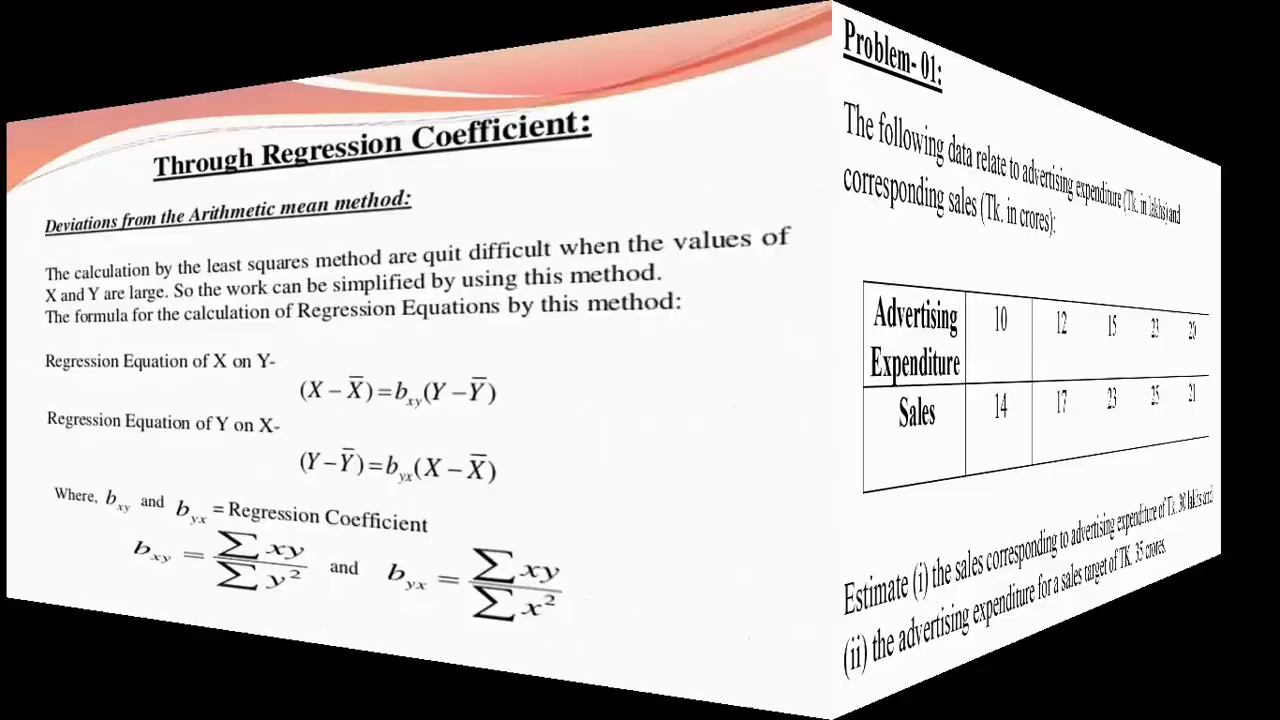 Through Regression Coefficient:
Deviations from the Arithmetic mean method:
The calculation by the least squares method are quit difficult when the values of
X and Y are large. So the work can be simplified by using this method.
The formula for the calculation of Regression Equations by this method:
Regression Equation of X on Y-
(X – X̅) = b_xy (Y – Y̅)
Regression Equation of Y on X-
(Y – Y̅) = b_yx (X – X̅)
Where, b_xy and b_yx = Regression Coefficient
b_xy = ∑xy / ∑y² and b_yx = ∑xy / ∑x²
Problem- 01:
The following data relate to advertising expenditure (Tk. in lakhs) and
corresponding sales (Tk. in crores):
Advertising Expenditure 10 12 15 23 20
Sales 14 17 23 25 21
Estimate (i) the sales corresponding to advertising expenditure of Tk. 30 lakhs and
(ii) the advertising expenditure for a sales target of TK. 35 crores.